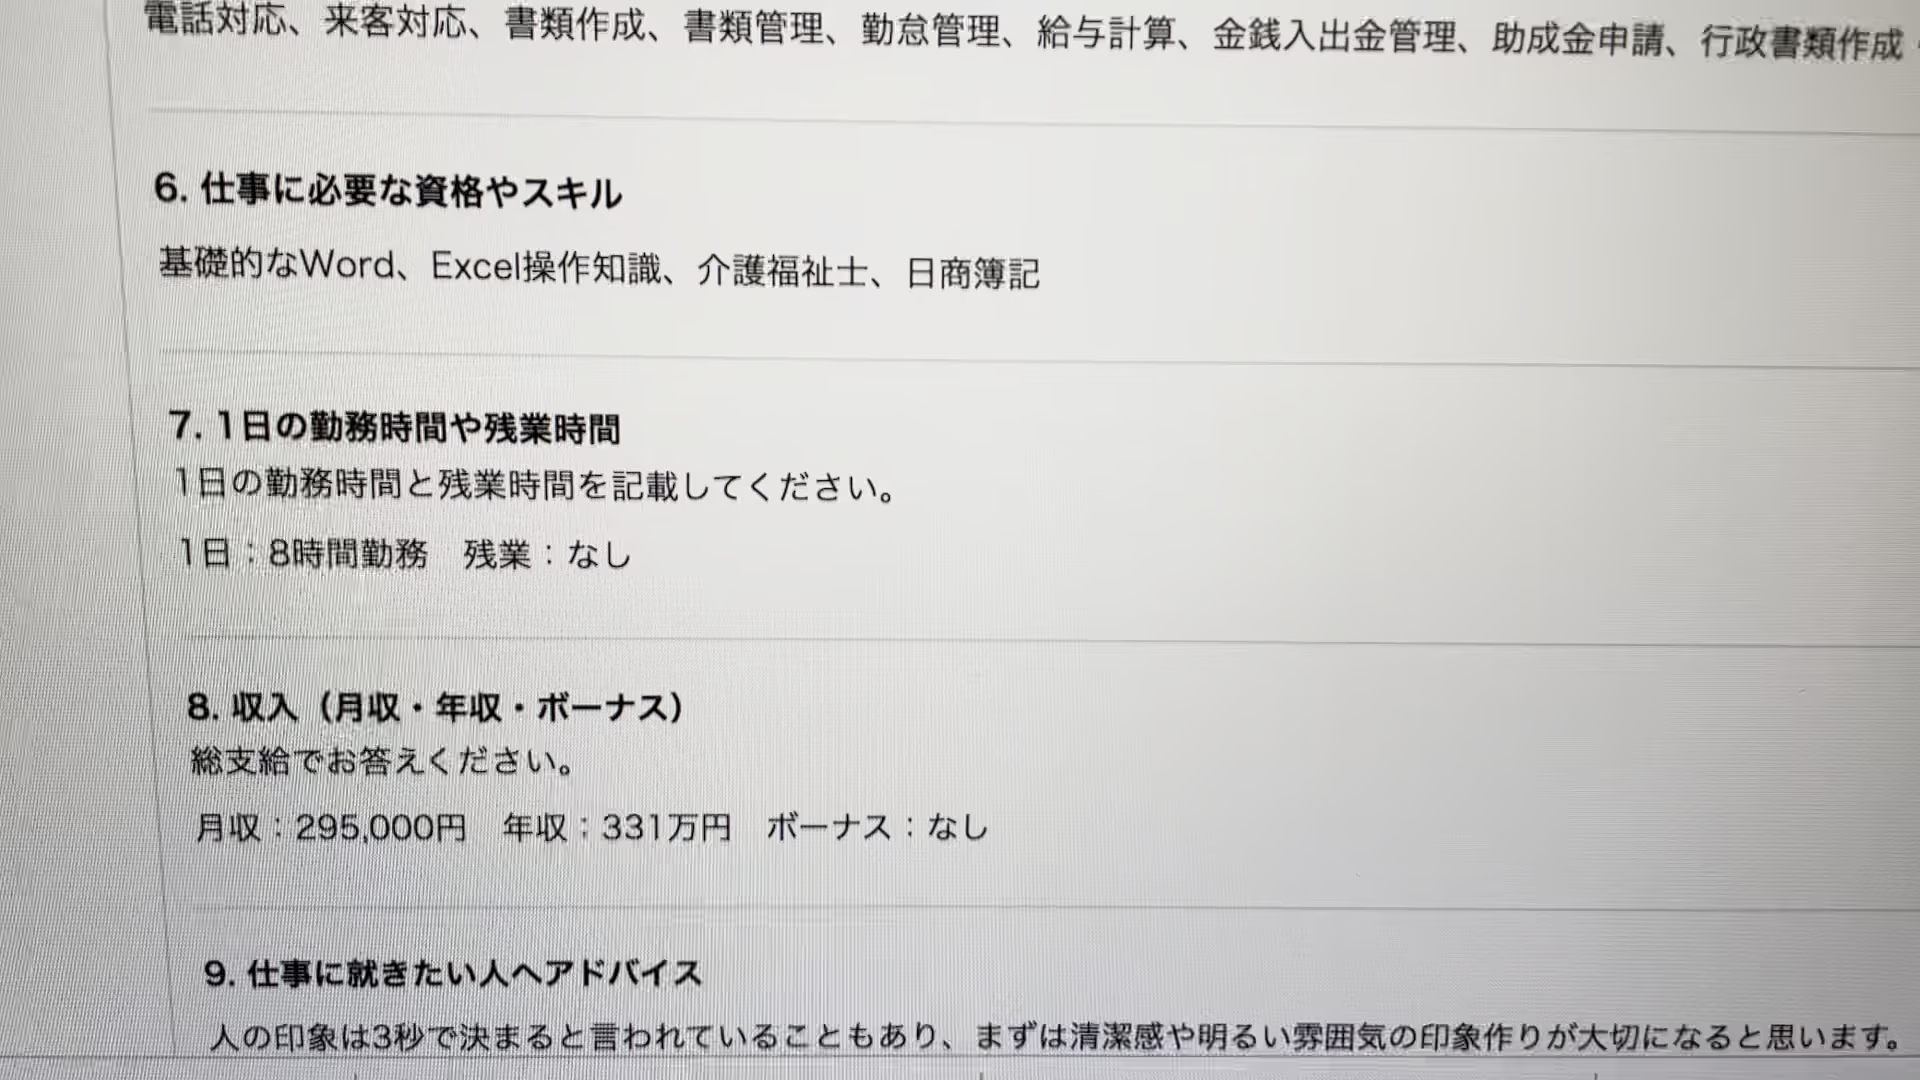 電話対応、来客対応、書類作成、書類管理、勤怠管理、給与計算、金銭入出金管理、助成金申請、行政書類作成
6. 仕事に必要な資格やスキル
基礎的なWord、Excel操作知識、介護福祉士、日商簿記
7. 1日の勤務時間や残業時間
1日の勤務時間と残業時間を記載してください。
1日：8時間勤務　残業：なし
8. 収入（月収・年収・ボーナス）
総支給でお答えください。
月収：295,000円　年収：331万円　ボーナス：なし
9. 仕事に就きたい人へアドバイス
人の印象は3秒で決まると言われていることもあり、まずは清潔感や明るい雰囲気の印象作りが大切になると思います。